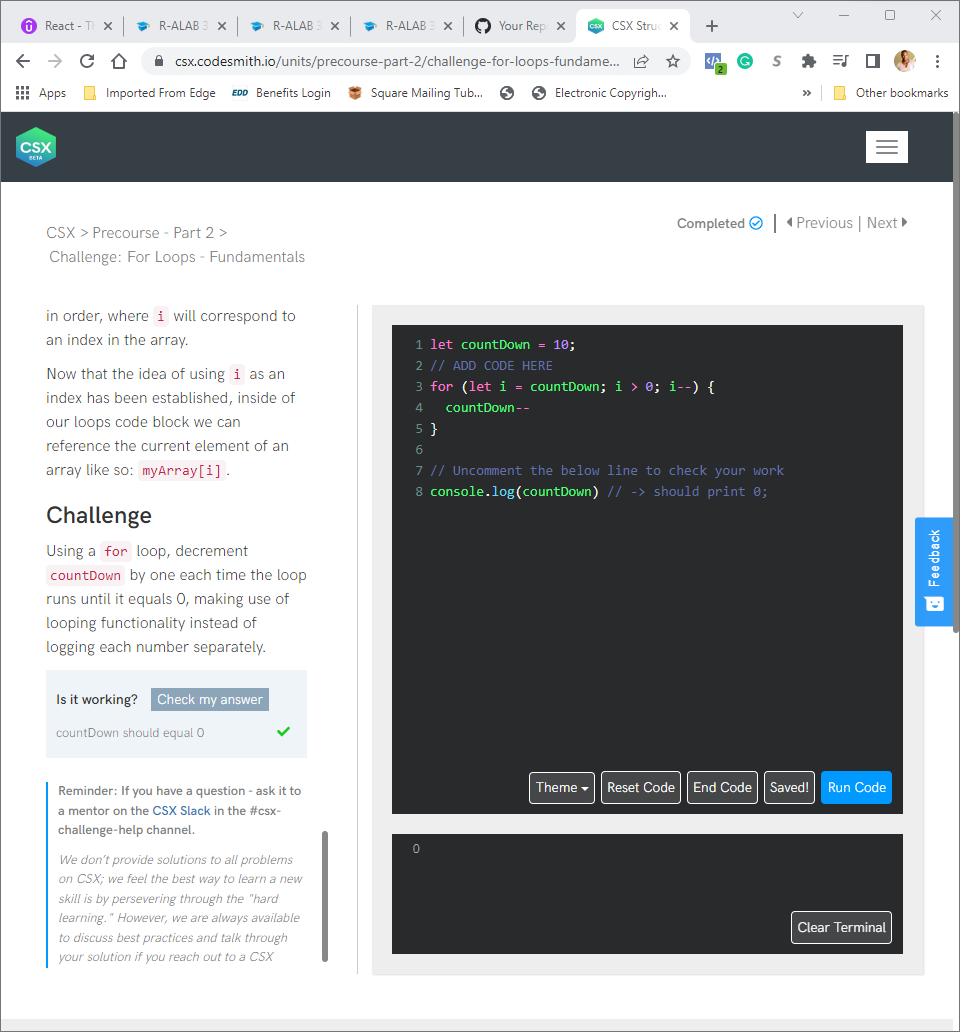 React - Th
R-ALAB 3
R-ALAB 3
R-ALAB 3
Your Rep
CSX Struc
csx.codesmith.io/units/precourse-part-2/challenge-for-loops-fundame...
2
Apps
Imported From Edge
EDD Benefits Login
Square Mailing Tub...
Electronic Copyrigh...
»
Other bookmarks
CSX
BETA
CSX > Precourse - Part 2 >
Challenge: For Loops - Fundamentals
Completed
Previous | Next
in order, where i will correspond to
an index in the array.
Now that the idea of using i as an
index has been established, inside of
our loops code block we can
reference the current element of an
array like so: myArray[i].
Challenge
Using a for loop, decrement
countDown by one each time the loop
runs until it equals 0, making use of
looping functionality instead of
logging each number separately.
Is it working? Check my answer
countDown should equal 0
Reminder: If you have a question - ask it to
a mentor on the CSX Slack in the #csx-
challenge-help channel.
We don't provide solutions to all problems
on CSX; we feel the best way to learn a new
skill is by persevering through the "hard
learning." However, we are always available
to discuss best practices and talk through
your solution if you reach out to a CSX
1 let countDown = 10;
2 // ADD CODE HERE
3 for (let i = countDown; i > 0; i--) {
4 countDown--
5 }
6
7 // Uncomment the below line to check your work
8 console.log(countDown) // -> should print 0;
Theme
Reset Code
End Code
Saved!
Run Code
0
Clear Terminal
Feedback